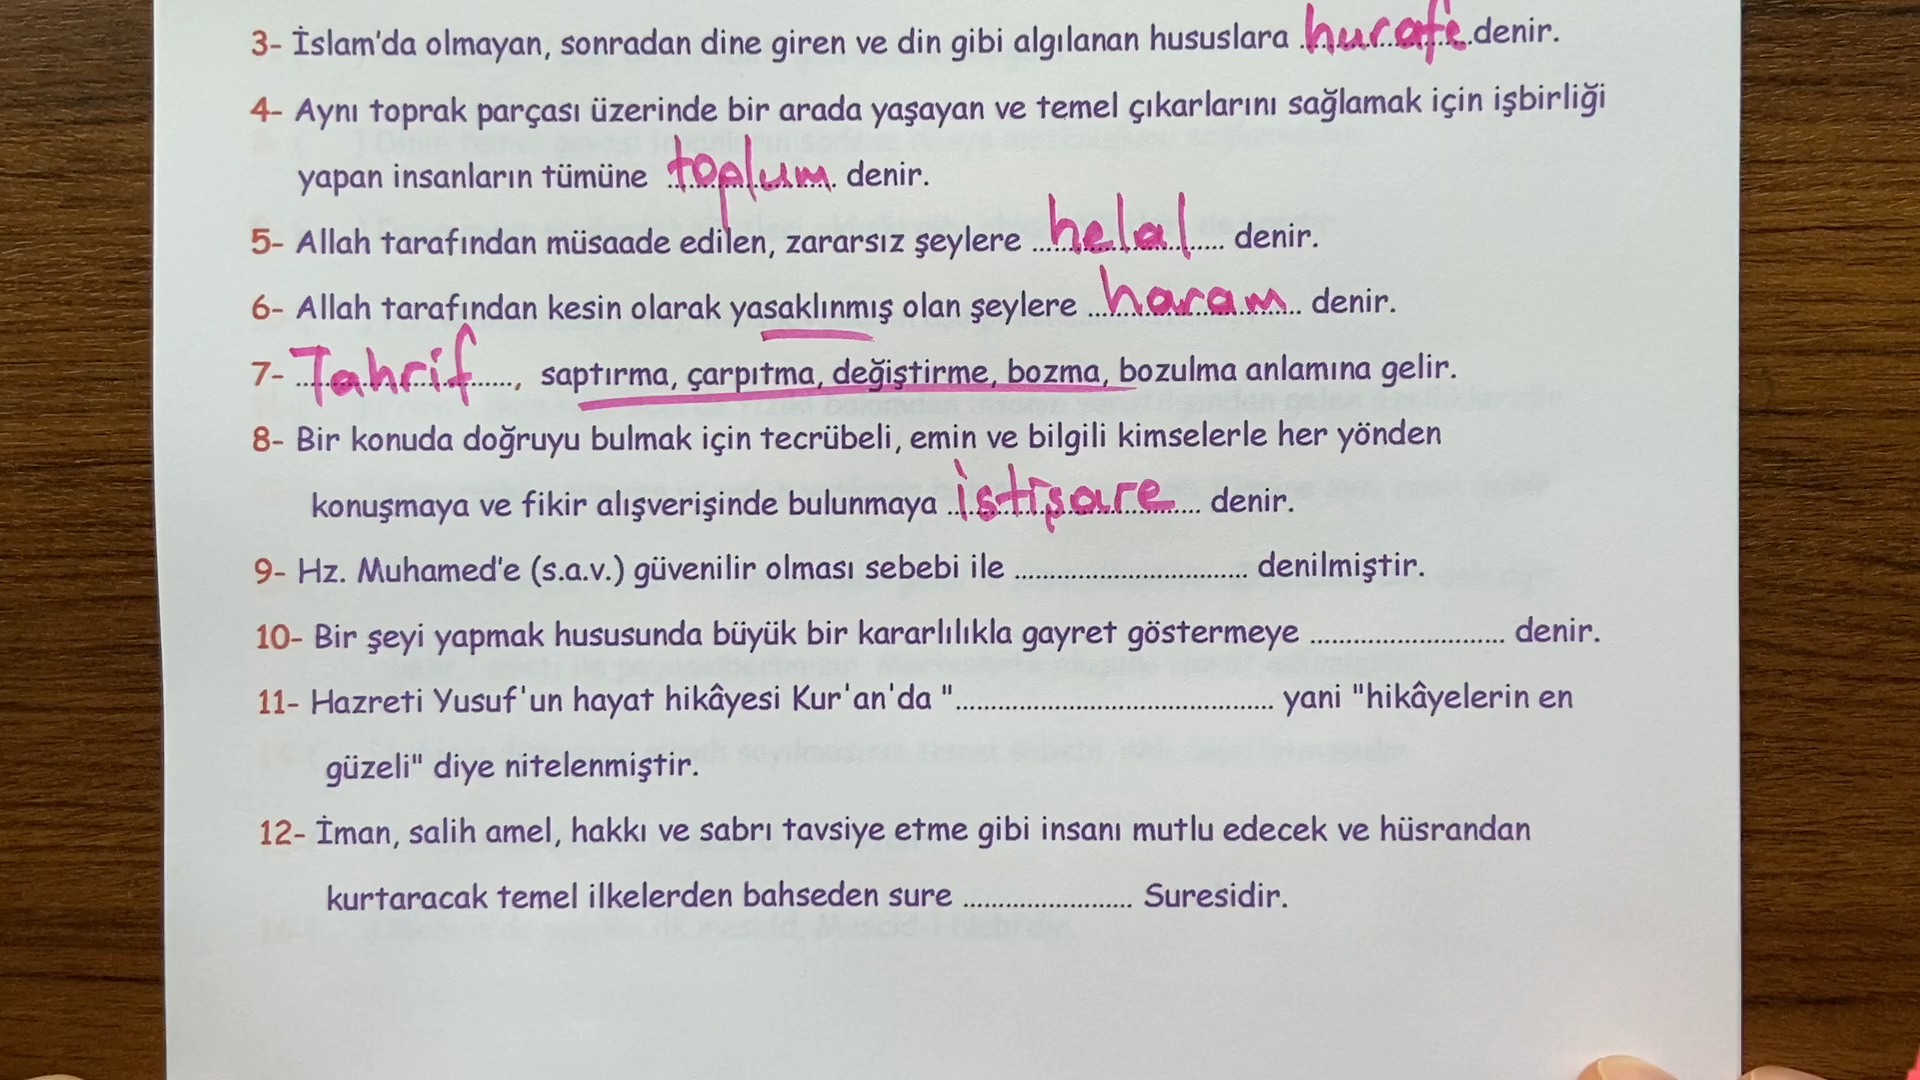 3- İslam'da olmayan, sonradan dine giren ve din gibi algılanan hususlara hurafe denir.
4- Aynı toprak parçası üzerinde bir arada yaşayan ve temel çıkarlarını sağlamak için işbirliği
yapan insanların tümüne toplum denir.
5- Allah tarafından müsaade edilen, zararsız şeylere helal denir.
6- Allah tarafından kesin olarak yasaklınmış olan şeylere haram denir.
7- Tahrif, saptırma, çarpıtma, değiştirme, bozma, bozulma anlamına gelir.
8- Bir konuda doğruyu bulmak için tecrübeli, emin ve bilgili kimselerle her yönden
konuşmaya ve fikir alışverişinde bulunmaya istişare denir.
9- Hz. Muhamed'e (s.a.v.) güvenilir olması sebebi ile .............................. denilmiştir.
10- Bir şeyi yapmak hususunda büyük bir kararlılıkla gayret göstermeye ......................... denir.
11- Hazreti Yusuf'un hayat hikâyesi Kur'an'da "......................................... yani "hikâyelerin en
güzeli" diye nitelenmiştir.
12- İman, salih amel, hakkı ve sabrı tavsiye etme gibi insanı mutlu edecek ve hüsrandan
kurtaracak temel ilkelerden bahseden sure ...................... Suresidir.